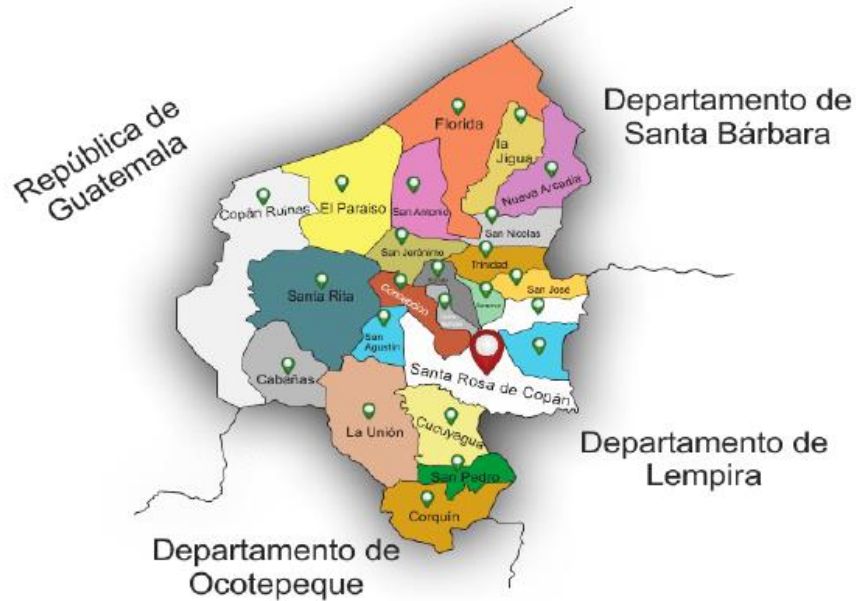 República de
Guatemala
Departamento de
Santa Bárbara
Florida
la
Jigua
Nueva Arcadia
Copán Ruinas
El Paraiso
San Antonio
San Nicolas
San Jerónimo
Trinidad
Santa Rita
Concepción
San José
San
Agustín
Cabañas
Santa Rosa de Copán
La Unión
Cucuyagua
San Pedro
Corquín
Departamento de
Lempira
Departamento de
Ocotepeque